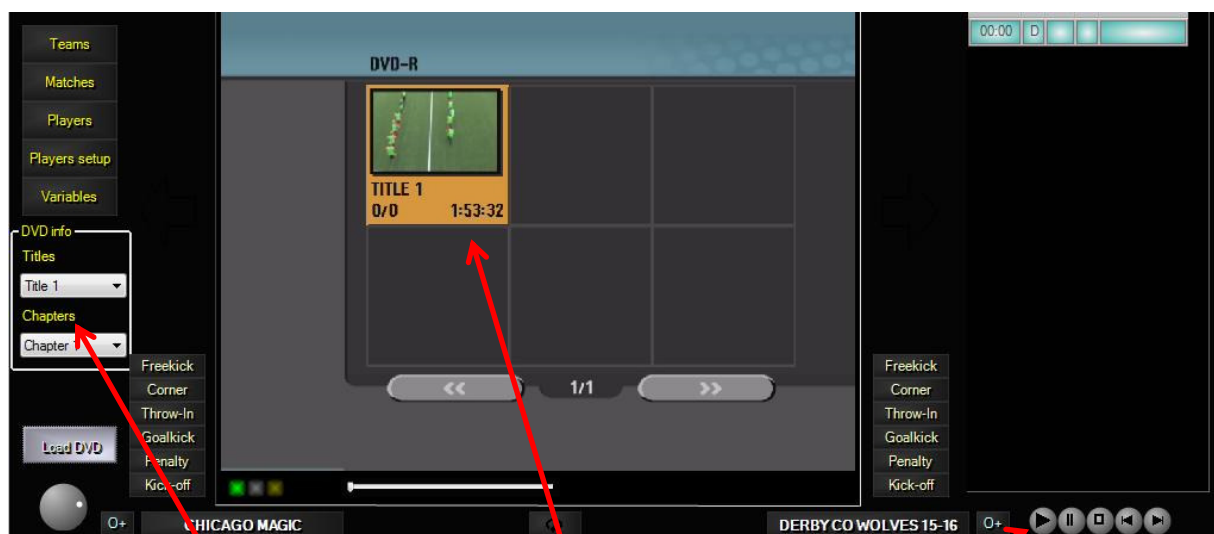 Teams
Matches
Players
Players setup
Variables
DVD info
Titles
Title 1
Chapters
Chapter 1
Load DVD
Freekick
Corner
Throw-In
Goalkick
Penalty
Kick-off
O+
CHICAGO MAGIC
DVD-R
TITLE 1
0/0 1:53:32
<< 1/1 >>
Freekick
Corner
Throw-In
Goalkick
Penalty
Kick-off
DERBY CO WOLVES 15-16
O+
00:00 D